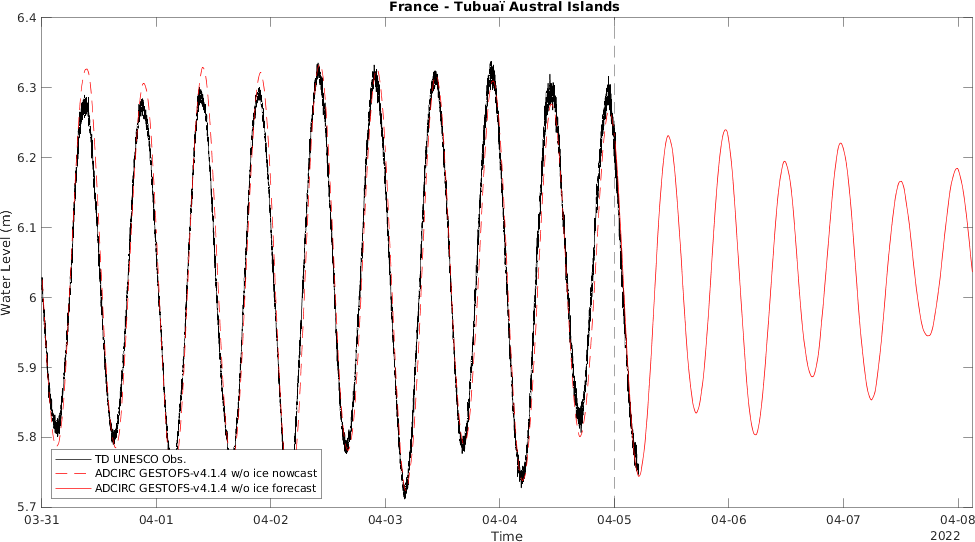 France - Tubuaï Austral Islands
6.4
6.3
6.2
6.1
6
5.9
5.8
5.7
Water Level (m)
TD UNESCO Obs.
ADCIRC GESTOFS-v4.1.4 w/o ice nowcast
ADCIRC GESTOFS-v4.1.4 w/o ice forecast
03-31 04-01 04-02 04-03 04-04 04-05 04-06 04-07 04-08
Time
2022